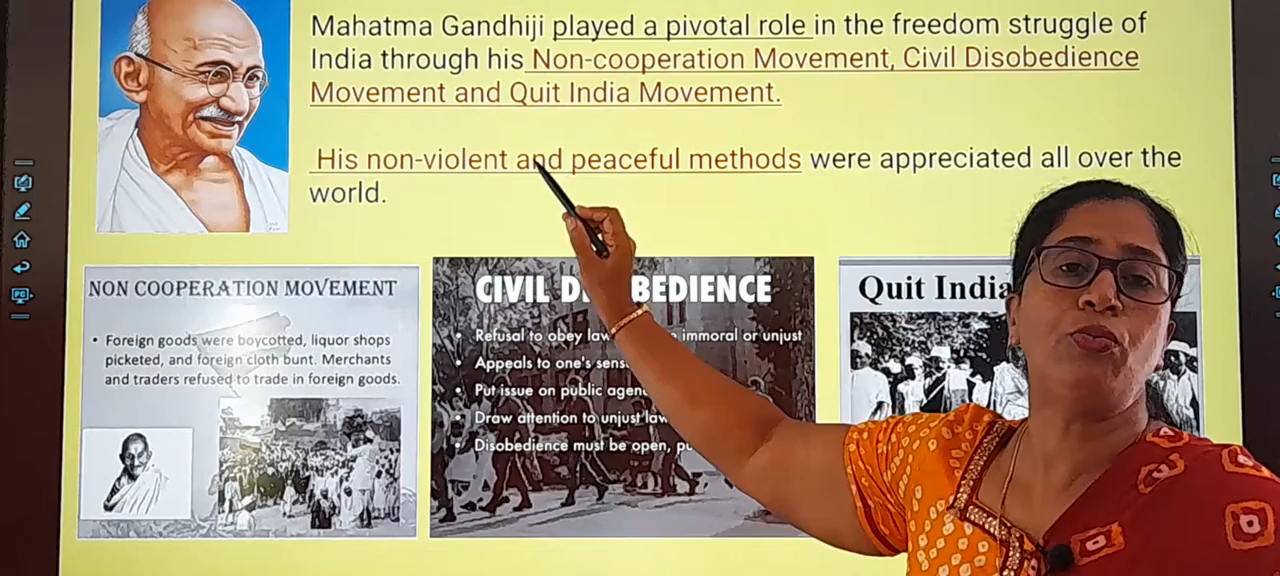 Mahatma Gandhiji played a pivotal role in the freedom struggle of
India through his Non-cooperation Movement, Civil Disobedience
Movement and Quit India Movement.
His non-violent and peaceful methods were appreciated all over the
world.
NON COOPERATION MOVEMENT
• Foreign goods were boycotted, liquor shops
picketed, and foreign cloth bunt. Merchants
and traders refused to trade in foreign goods.
CIVIL BEDIENCE
• Refusal to obey immoral or unjust
• Appeals to one's
• Put issue on public
• Draw attention to unjust
• Disobedience must be open,
Quit India
PC